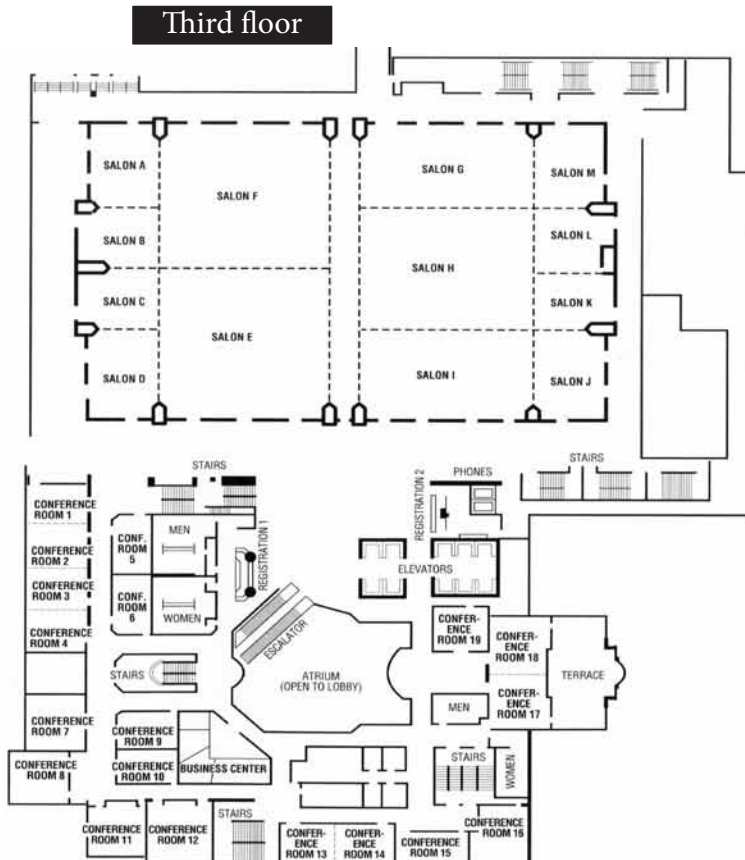 Third floor
SALON A
SALON F
SALON G
SALON M
SALON B
SALON L
SALON H
SALON C
SALON K
SALON E
SALON D
SALON I
SALON J
STAIRS
STAIRS
REGISTRATION 2
PHONES
CONFERENCE
ROOM 1
CONF.
ROOM
5
MEN
REGISTRATION 1
CONFERENCE
ROOM 2
CONFERENCE
ROOM 3
ELEVATORS
CONF.
ROOM
6
WOMEN
CONFERENCE
ROOM 4
ESCALATOR
CONFER-
ENCE
ROOM 19
CONFER-
ENCE
ROOM 18
STAIRS
ATRIUM
(OPEN TO LOBBY)
TERRACE
CONFER-
ENCE
ROOM 17
MEN
CONFERENCE
ROOM 7
CONFERENCE
ROOM 9
CONFERENCE
ROOM 8
CONFERENCE
ROOM 10
BUSINESS CENTER
STAIRS
WOMEN
CONFERENCE
ROOM 11
CONFERENCE
ROOM 12
STAIRS
CONFER-
ENCE
ROOM 13
CONFER-
ENCE
ROOM 14
CONFERENCE
ROOM 15
CONFERENCE
ROOM 16